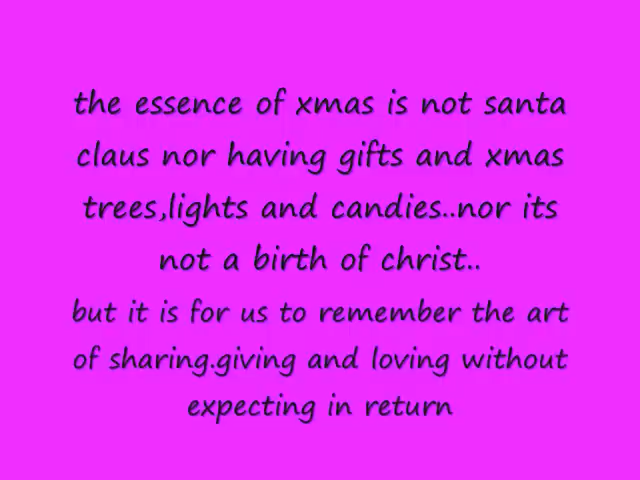 the essence of xmas is not santa
claus nor having gifts and xmas
trees,lights and candies..nor its
not a birth of christ..
but it is for us to remember the art
of sharing.giving and loving without
expecting in return